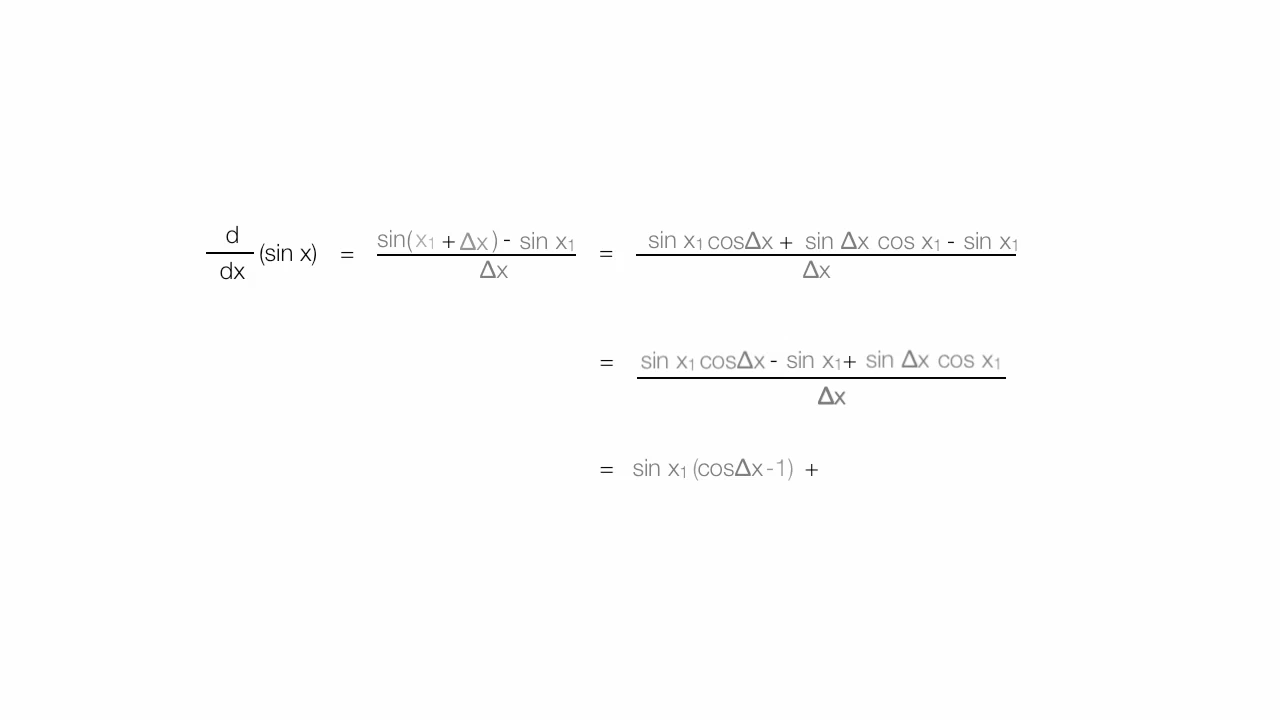 d/dx (sin x) = sin(x₁ + Δx) - sin x₁ / Δx = sin x₁ cosΔx + sin Δx cos x₁ - sin x₁ / Δx
= sin x₁ cosΔx - sin x₁ + sin Δx cos x₁ / Δx
= sin x₁ (cosΔx -1) +